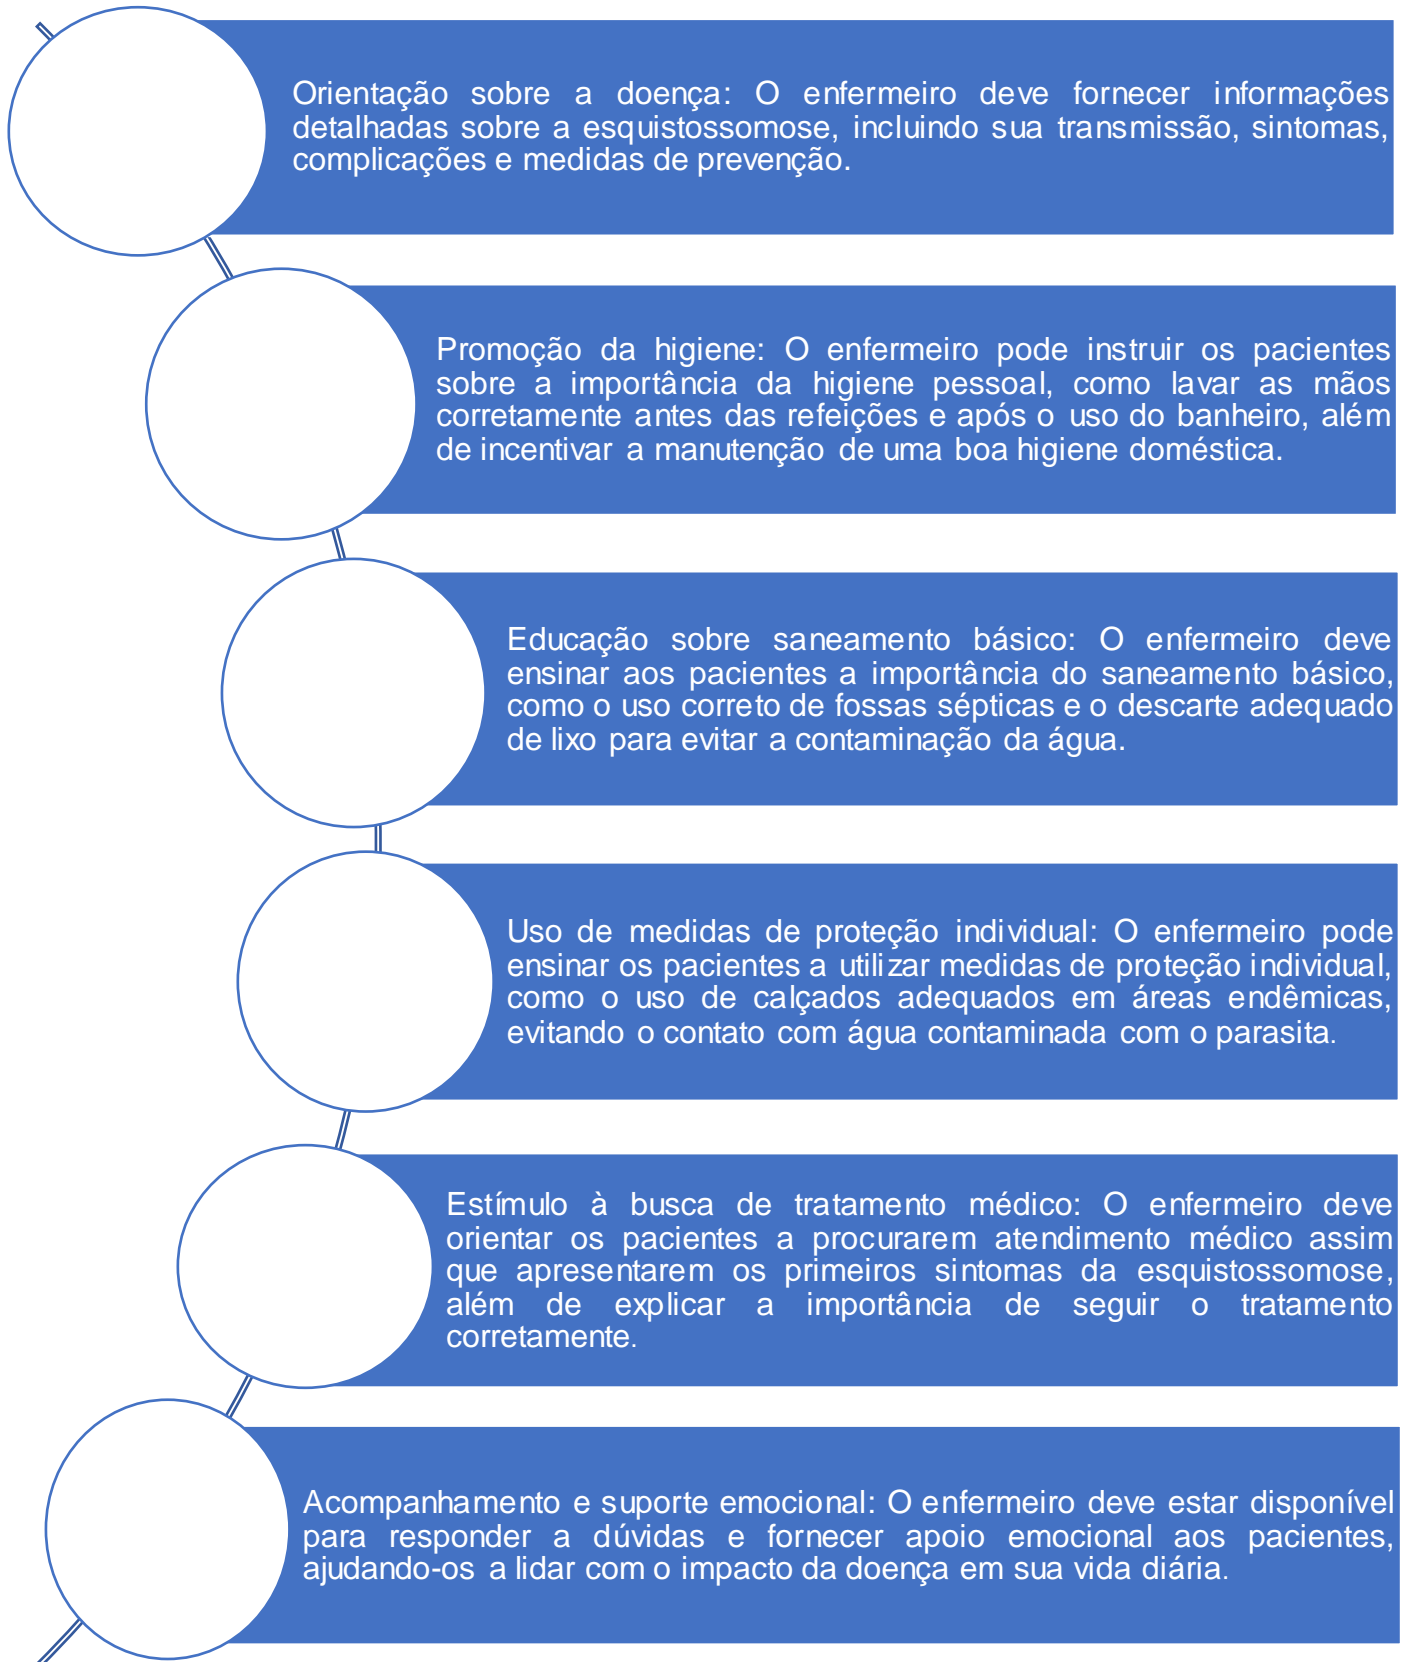 Orientação sobre a doença: O enfermeiro deve fornecer informações
detalhadas sobre a esquistossomose, incluindo sua transmissão, sintomas,
complicações e medidas de prevenção.
Promoção da higiene: O enfermeiro pode instruir os pacientes
sobre a importância da higiene pessoal, como lavar as mãos
corretamente antes das refeições e após o uso do banheiro, além
de incentivar a manutenção de uma boa higiene doméstica.
Educação sobre saneamento básico: O enfermeiro deve
ensinar aos pacientes a importância do saneamento básico,
como o uso correto de fossas sépticas e o descarte adequado
de lixo para evitar a contaminação da água.
Uso de medidas de proteção individual: O enfermeiro pode
ensinar os pacientes a utilizar medidas de proteção individual,
como o uso de calçados adequados em áreas endêmicas,
evitando o contato com água contaminada com o parasita.
Estímulo à busca de tratamento médico: O enfermeiro deve
orientar os pacientes a procurarem atendimento médico assim
que apresentarem os primeiros sintomas da esquistossomose,
além de explicar a importância de seguir o tratamento
corretamente.
Acompanhamento e suporte emocional: O enfermeiro deve estar disponível
para responder a dúvidas e fornecer apoio emocional aos pacientes,
ajudando-os a lidar com o impacto da doença em sua vida diária.